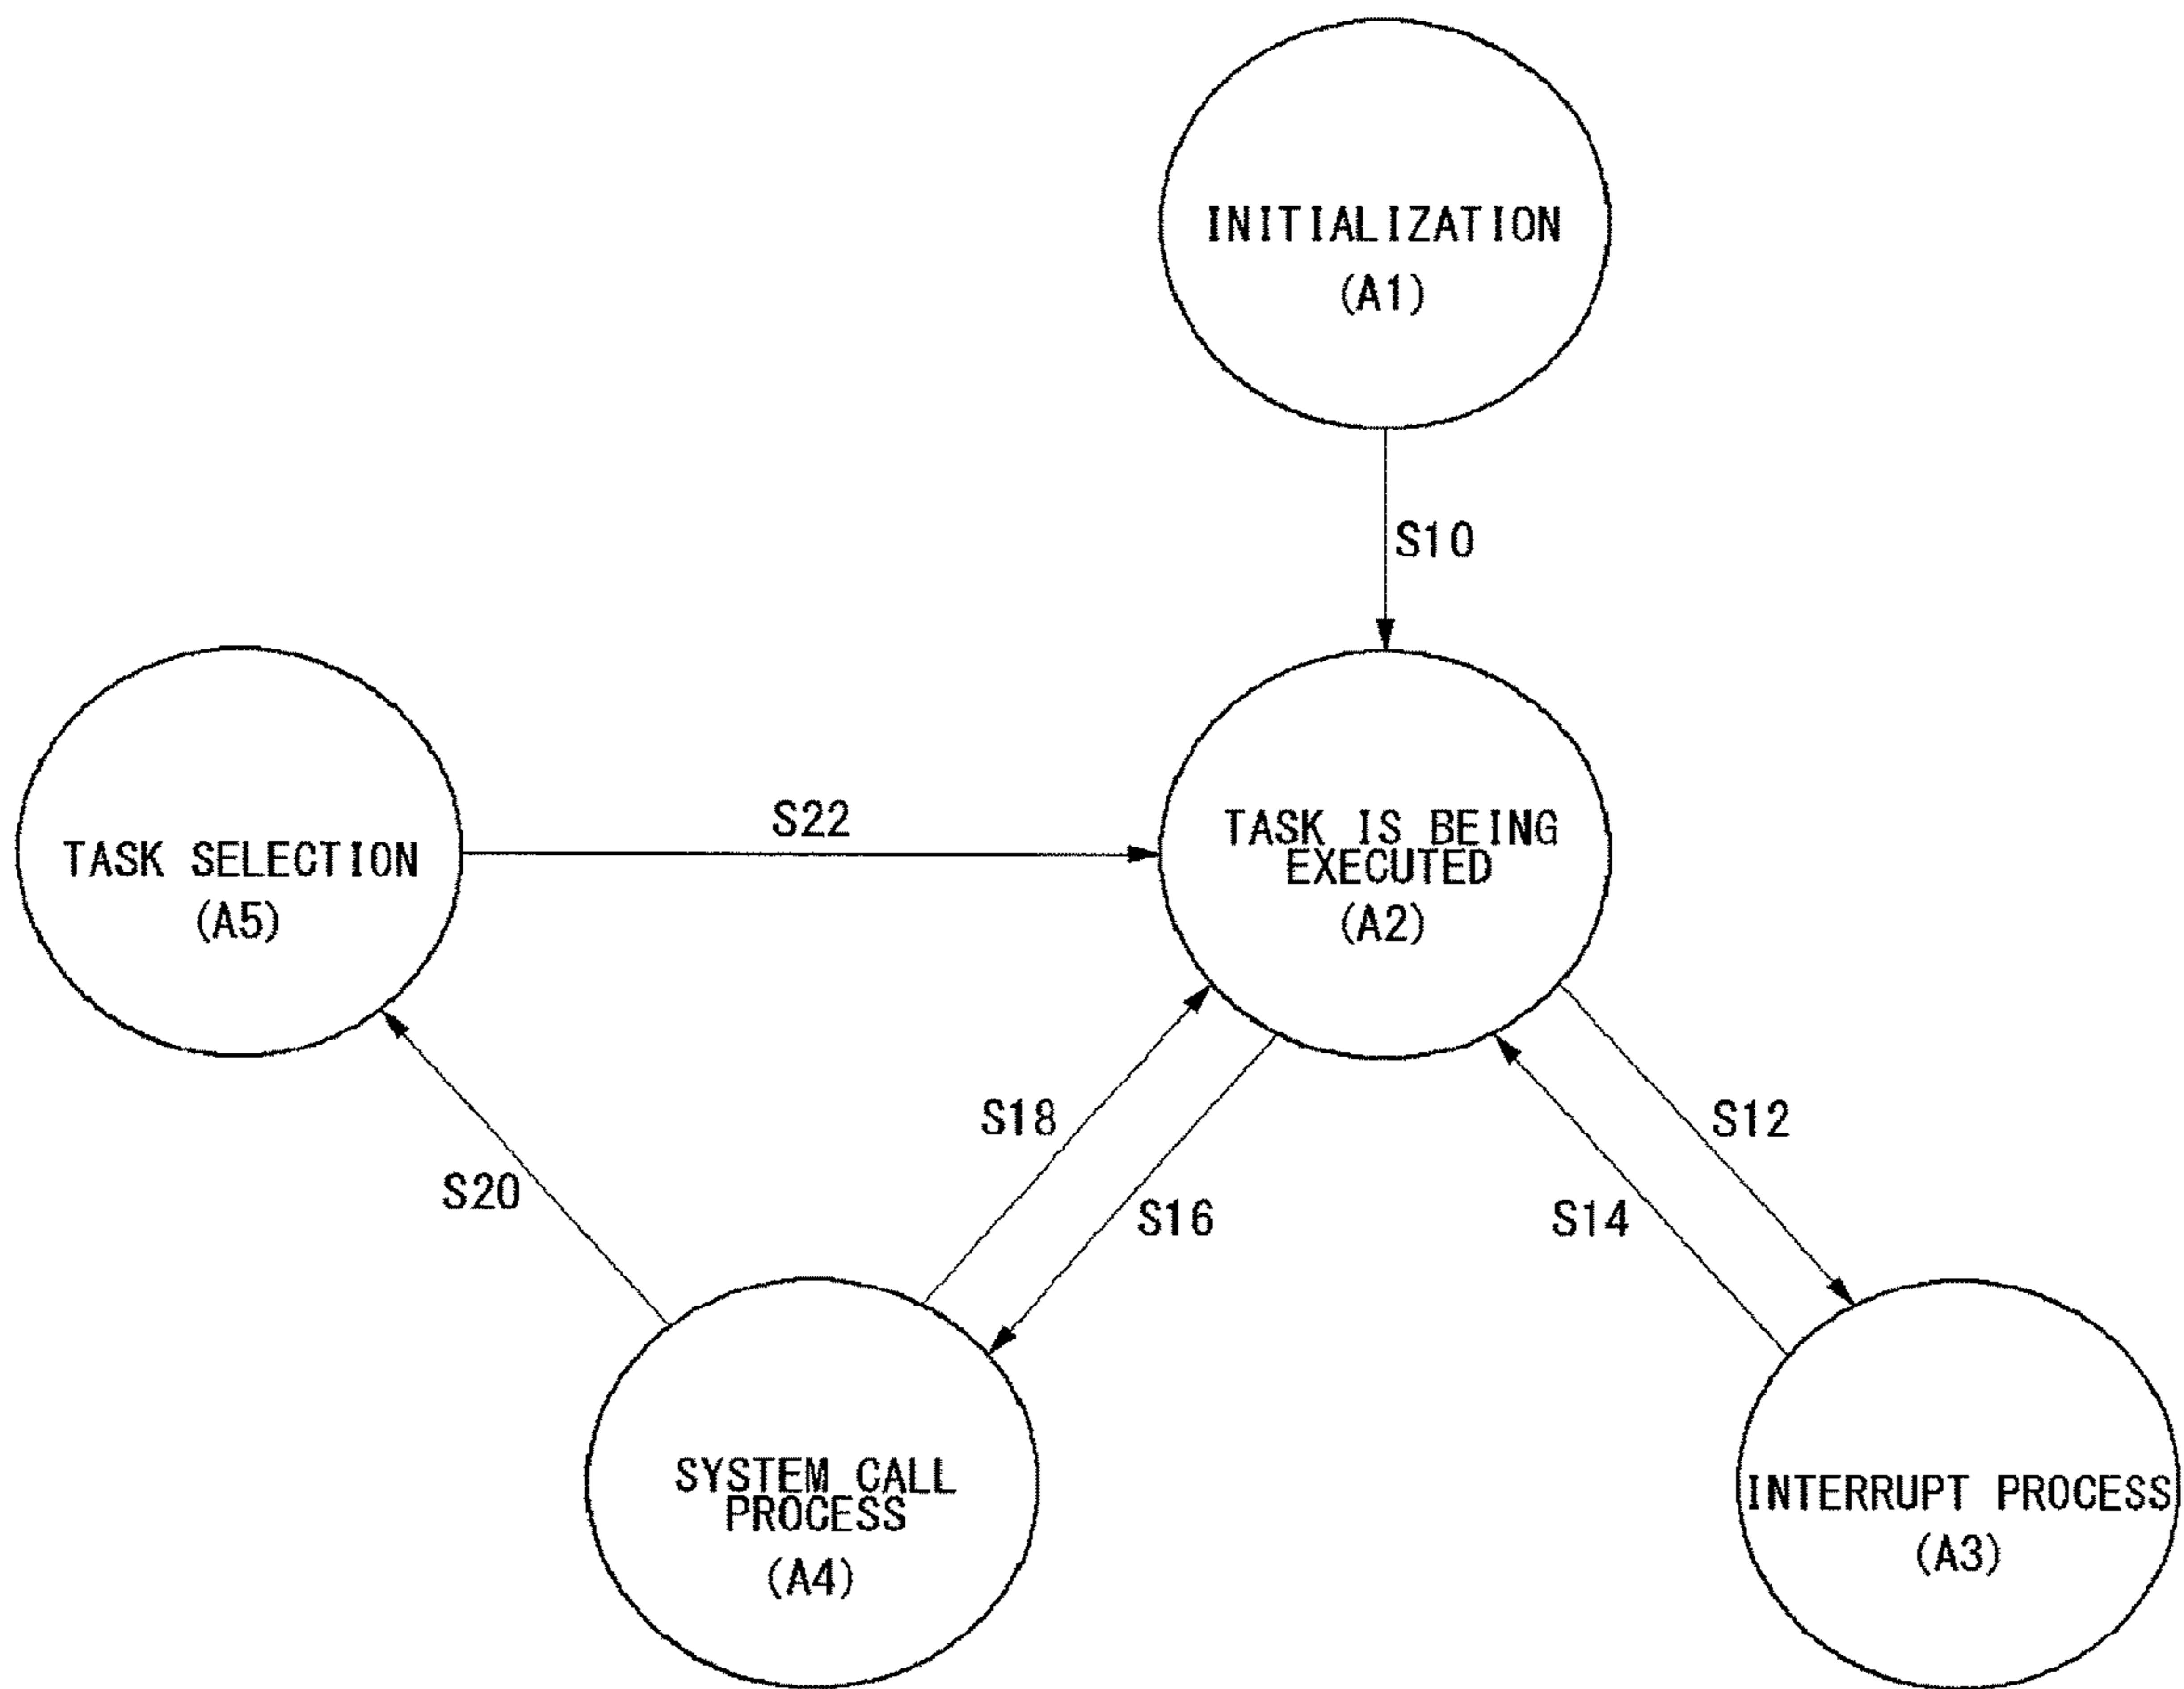 INITIALIZATION
(A1)
S10
TASK SELECTION
(A5)
S22
TASK IS BEING
EXECUTED
(A2)
S18
S16
S20
S12
S14
SYSTEM CALL
PROCESS
(A4)
INTERRUPT PROCESS
(A3)